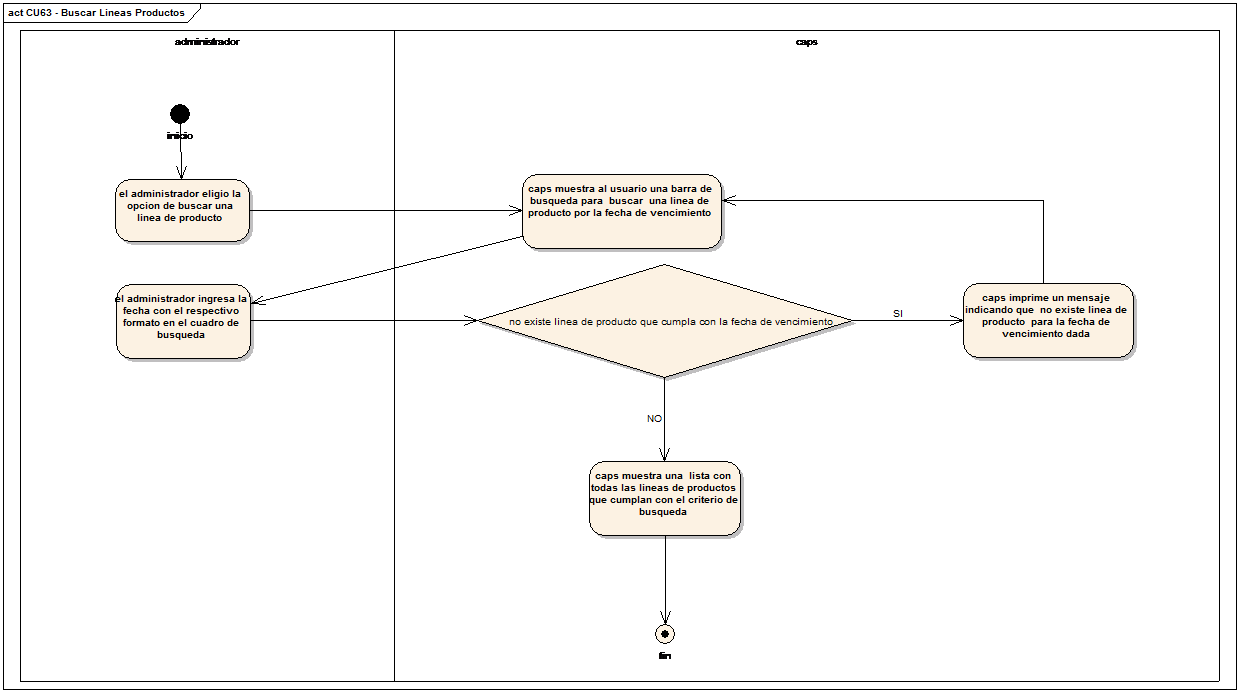 act CU63 - Buscar Lineas Productos
administrador
caps
inicio
el administrador eligio la
opcion de buscar una
linea de producto
caps muestra al usuario una barra de
busqueda para buscar una linea de
producto por la fecha de vencimiento
el administrador ingresa la
fecha con el respectivo
formato en el cuadro de
busqueda
no existe linea de producto que cumpla con la fecha de vencimiento
SI
caps imprime un mensaje
indicando que no existe linea de
producto para la fecha de
vencimiento dada
NO
caps muestra una lista con
todas las lineas de productos
que cumplan con el criterio de
busqueda
fin